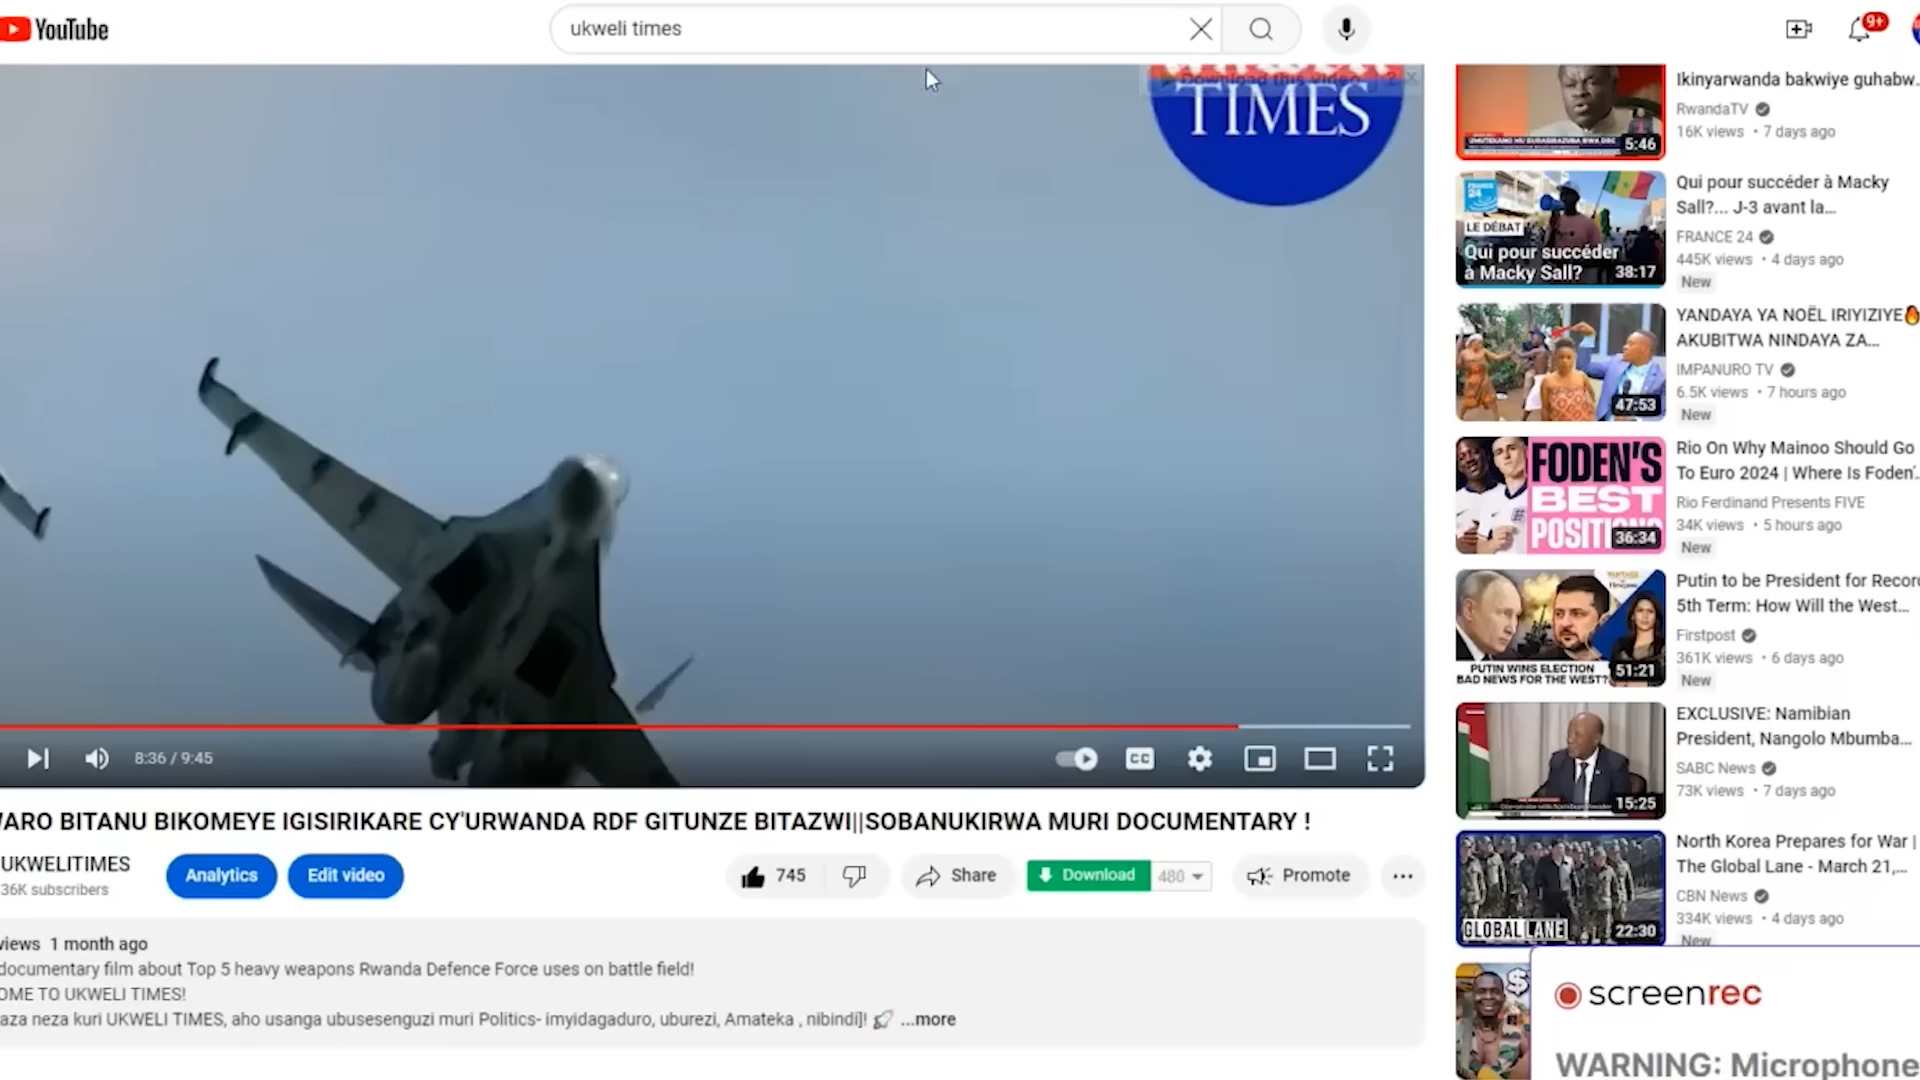 YouTube
ukweli times
9+
Download this video
TIMES
8:36 / 9:45
CC
WARO BITANU BIKOMEYE IGISIRIKARE CY'URWANDA RDF GITUNZE BITAZWI||SOBANUKIRWA MURI DOCUMENTARY !
UKWELITIMES
36K subscribers
Analytics
Edit video
745
Share
Download
480
Promote
views 1 month ago
documentary film about Top 5 heavy weapons Rwanda Defence Force uses on battle field!
OME TO UKWELI TIMES!
aza neza kuri UKWELI TIMES, aho usanga ubusesenguzi muri Politics- imyidagaduro, uburezi, Amateka , nibindi]! 🚀 ...more
5:46
Ikinyarwanda bakwiye guhabw..
RwandaTV
16K views • 7 days ago
FRANCE 24
LE DÉBAT
Qui pour succéder
à Macky Sall?
38:17
Qui pour succéder à Macky
Sall?... J-3 avant la...
FRANCE 24
445K views • 4 days ago
New
47:53
YANDAYA YA NOËL IRIYIZIYE🔥
AKUBITWA NINDAYA ZA...
IMPANURO TV
6.5K views • 7 hours ago
New
FODEN'S
BEST
36:34
Rio On Why Mainoo Should Go
To Euro 2024 | Where Is Foden'..
Rio Ferdinand Presents FIVE
34K views • 5 hours ago
New
PUTIN WINS ELECTION
BAD NEWS FOR THE WEST?
51:21
Putin to be President for Record
5th Term: How Will the West...
Firstpost
361K views • 6 days ago
New
15:25
EXCLUSIVE: Namibian
President, Nangolo Mbumba...
SABC News
73K views • 7 days ago
GLOBAL LANE
22:30
North Korea Prepares for War |
The Global Lane - March 21,...
CBN News
334K views • 4 days ago
New
$
screenrec
WARNING: Microphone